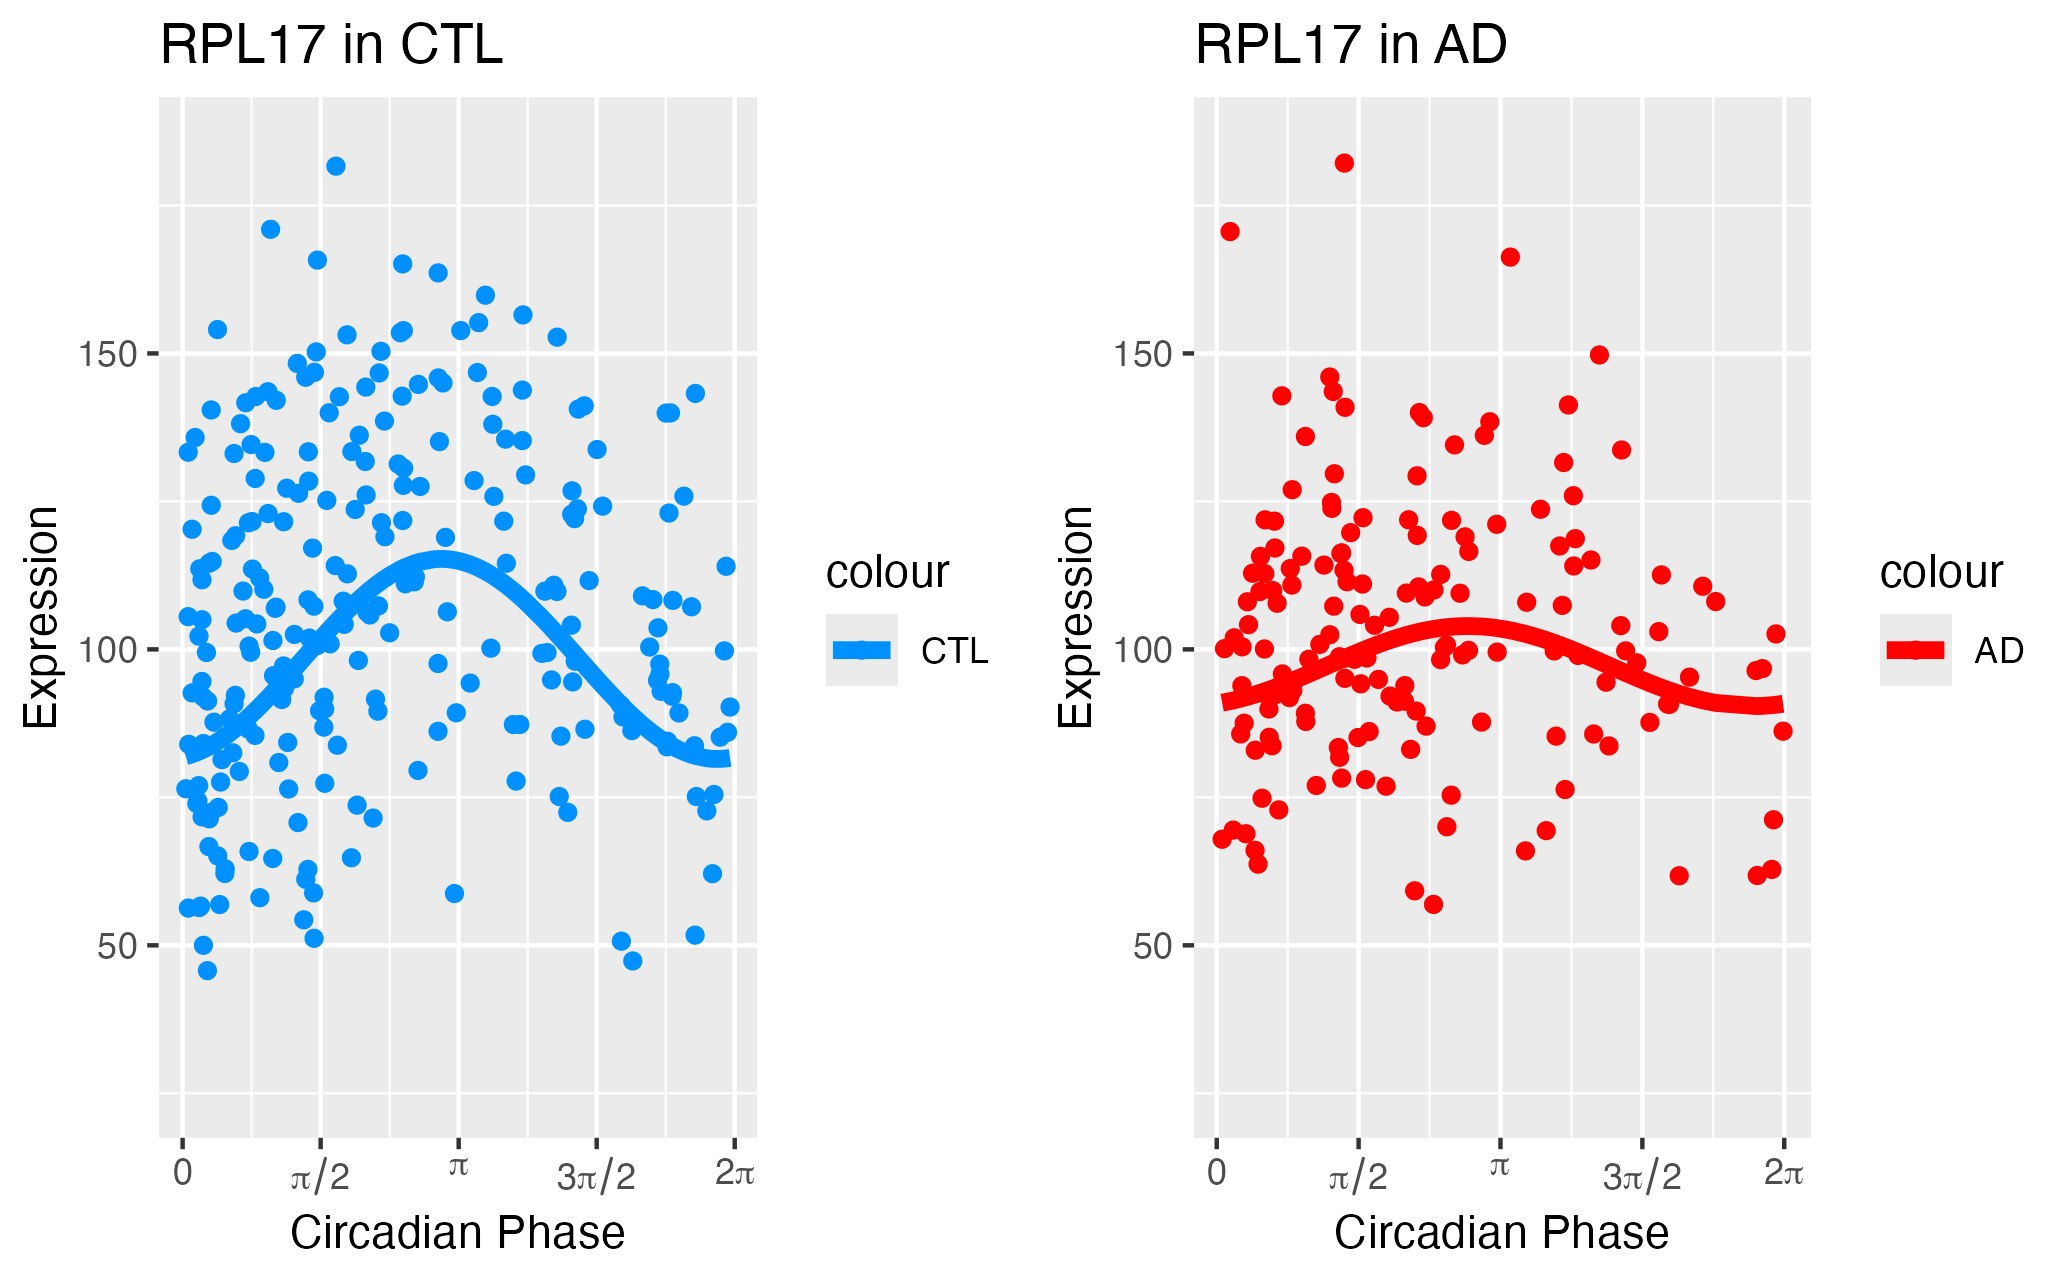 RPL17 in CTL
150
100
50
Expression
0 π/2 π 3π/2 2π
Circadian Phase
colour
CTL
RPL17 in AD
150
100
50
Expression
0 π/2 π 3π/2 2π
Circadian Phase
colour
AD